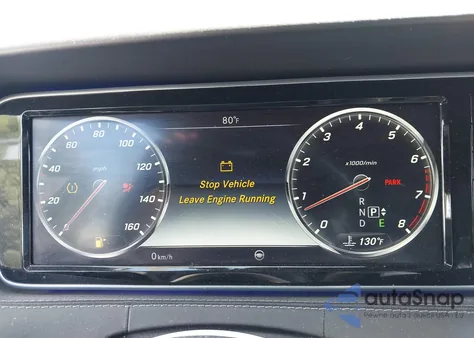 80°F
20 40 60 80 100 120 140 160
mph
Stop Vehicle
Leave Engine Running
0 km/h
1 2 3 4 5 6 7 8
x1000/min
PARK
R
N P
D E
130°F
autoSnap